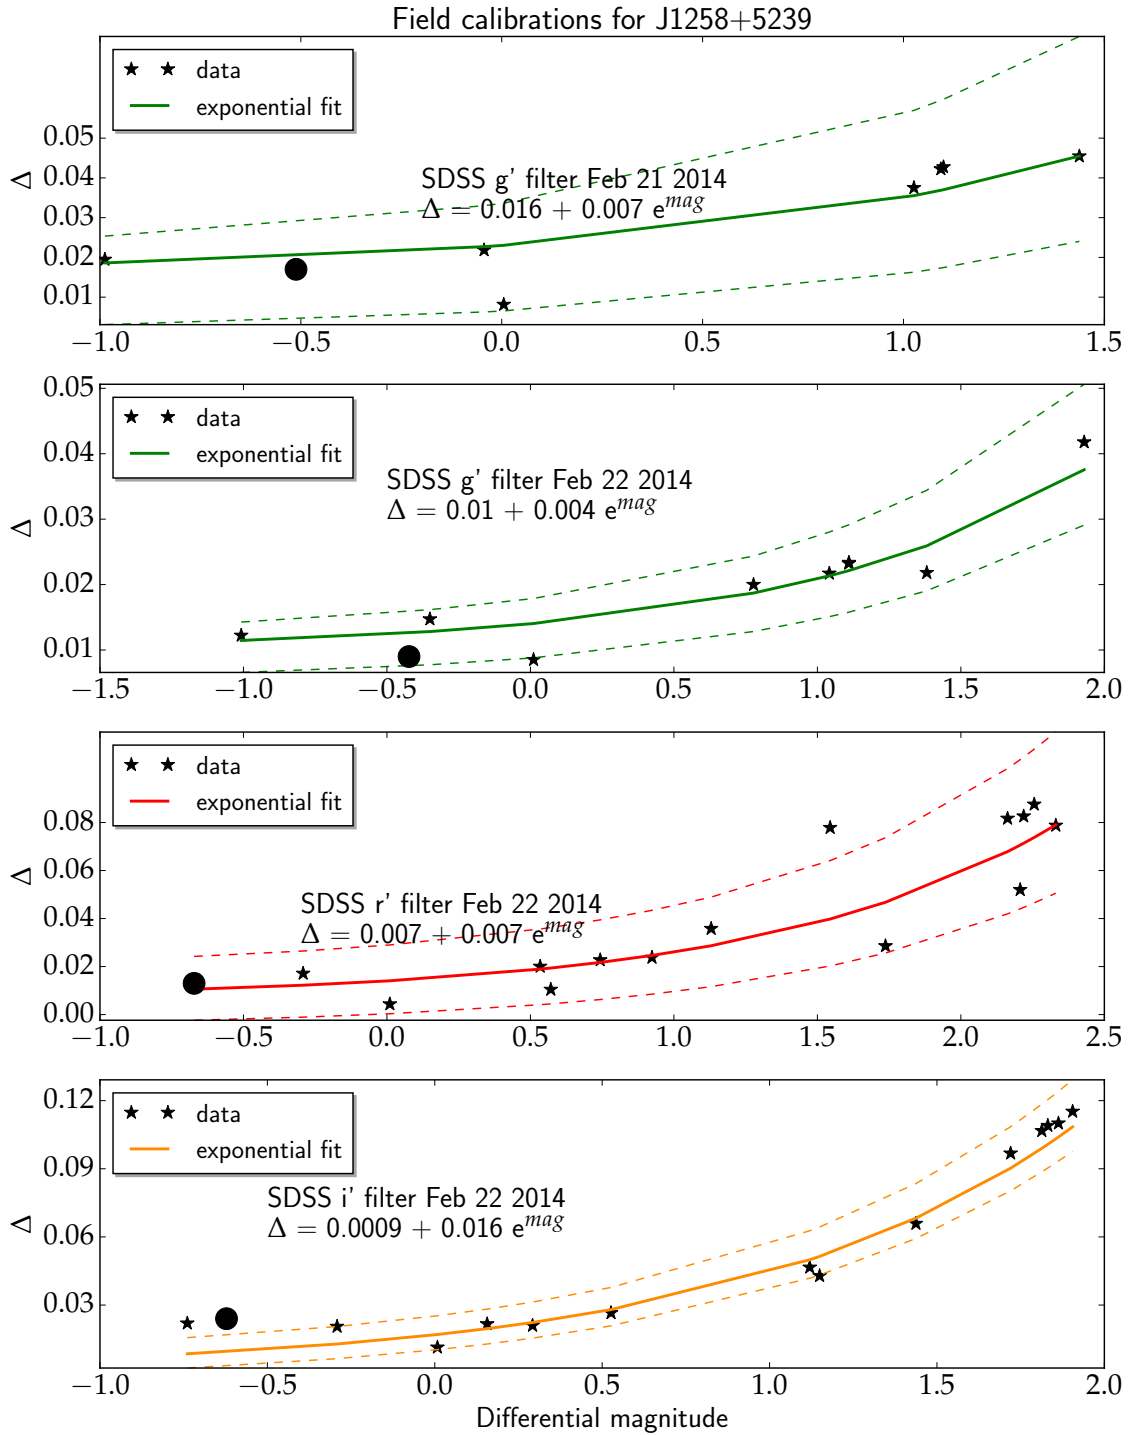 Field calibrations for J1258+5239
data
exponential fit
SDSS g' filter Feb 21 2014
Δ = 0.016 + 0.007 e^mag
Δ
0.05
0.04
0.03
0.02
0.01
−1.0 −0.5 0.0 0.5 1.0 1.5
data
exponential fit
SDSS g' filter Feb 22 2014
Δ = 0.01 + 0.004 e^mag
Δ
0.05
0.04
0.03
0.02
0.01
−1.5 −1.0 −0.5 0.0 0.5 1.0 1.5 2.0
data
exponential fit
SDSS r' filter Feb 22 2014
Δ = 0.007 + 0.007 e^mag
Δ
0.08
0.06
0.04
0.02
0.00
−1.0 −0.5 0.0 0.5 1.0 1.5 2.0 2.5
data
exponential fit
SDSS i' filter Feb 22 2014
Δ = 0.0009 + 0.016 e^mag
Δ
0.12
0.09
0.06
0.03
−1.0 −0.5 0.0 0.5 1.0 1.5 2.0
Differential magnitude